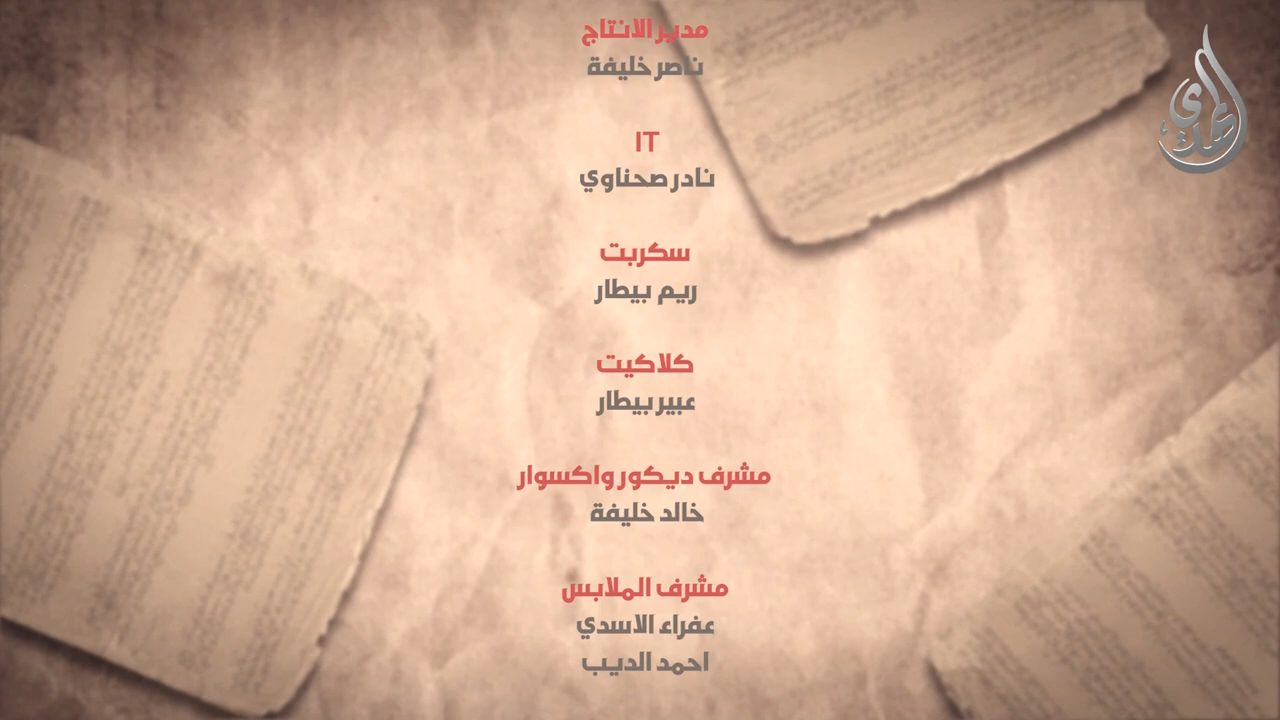 مدير الانتاج
ناصر خليفة
IT
نادر صحناوي
سكربت
ريم بيطار
كلاكيت
عبير بيطار
مشرف ديكور واكسوار
خالد خليفة
مشرف الملابس
عفراء الاسدي
احمد الديب